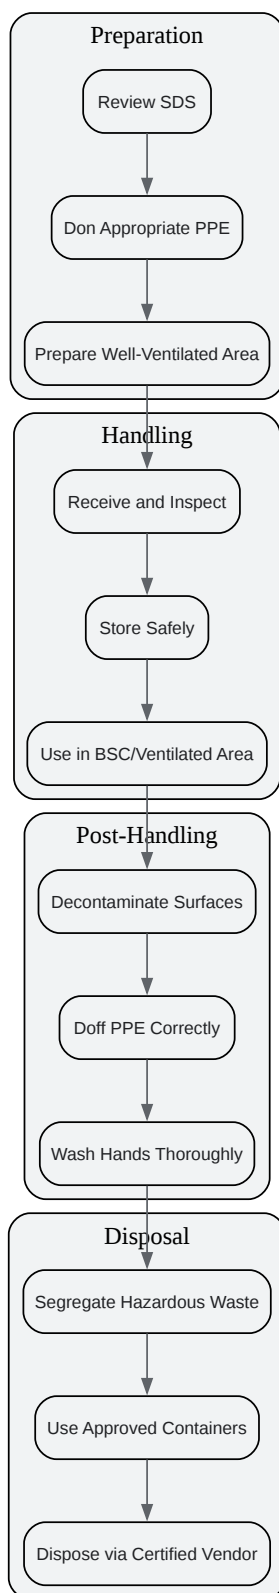 Preparation
Review SDS
Don Appropriate PPE
Prepare Well-Ventilated Area
Handling
Receive and Inspect
Store Safely
Use in BSC/Ventilated Area
Post-Handling
Decontaminate Surfaces
Doff PPE Correctly
Wash Hands Thoroughly
Disposal
Segregate Hazardous Waste
Use Approved Containers
Dispose via Certified Vendor